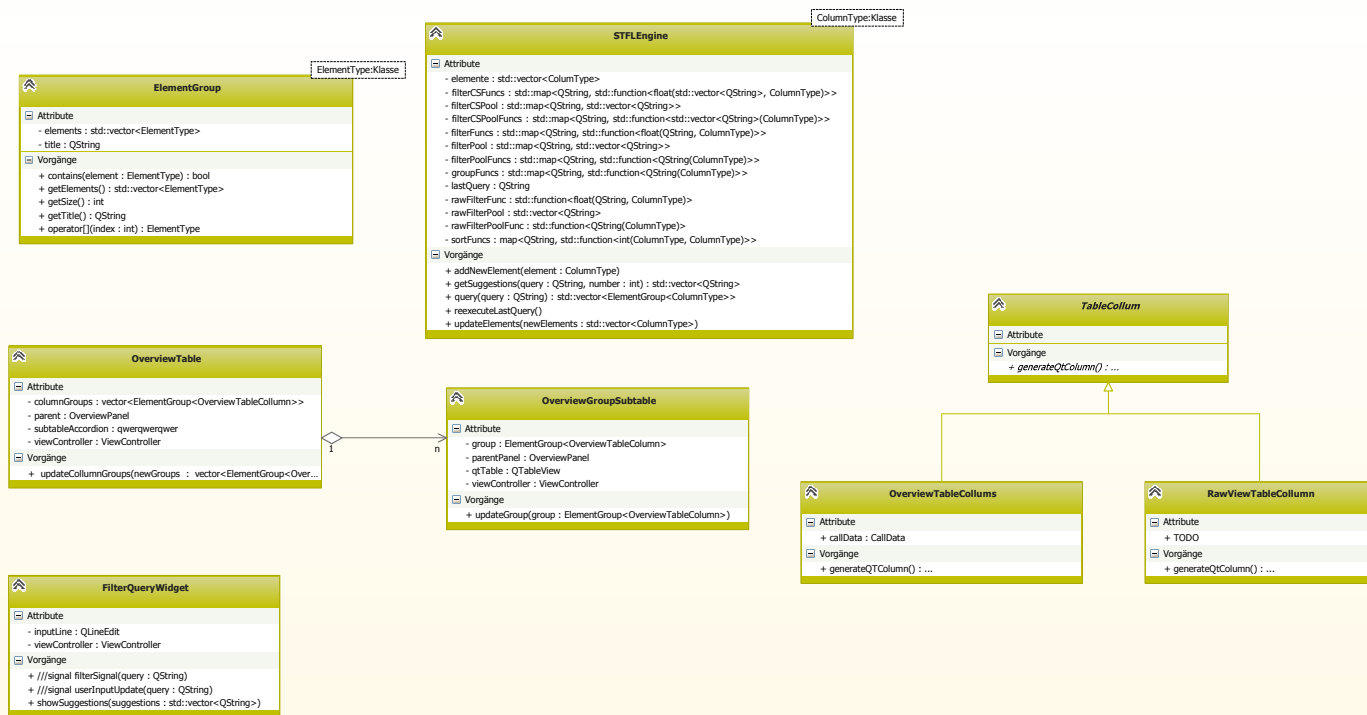 ElementType:Klasse
ElementGroup
Attribute
- elements : std::vector<ElementType>
- title : QString
Vorgänge
+ contains(element : ElementType) : bool
+ getElements() : std::vector<ElementType>
+ getSize() : int
+ getTitle() : QString
+ operator[](index : int) : ElementType
ColumnType:Klasse
STFLEngine
Attribute
- elemente : std::vector<ColumType>
- filterCSFuncs : std::map<QString, std::function<float(std::vector<QString>, ColumnType)>>
- filterCSPool : std::map<QString, std::vector<QString>>
- filterCSPoolFuncs : std::map<QString, std::function<std::vector<QString>(ColumnType)>>
- filterFuncs : std::map<QString, std::function<float(QString, ColumnType)>>
- filterPool : std::map<QString, std::vector<QString>>
- filterPoolFuncs : std::map<QString, std::function<QString(ColumnType)>>
- groupFuncs : std::map<QString, std::function<QString(ColumnType)>>
- lastQuery : QString
- rawFilterFunc : std::function<float(QString, ColumnType)>
- rawFilterPool : std::vector<QString>
- rawFilterPoolFunc : std::function<QString(ColumnType)>
- sortFuncs : map<QString, std::function<int(ColumnType, ColumnType)>>
Vorgänge
+ addNewElement(element : ColumnType)
+ getSuggestions(query : QString, number : int) : std::vector<QString>
+ query(query : QString) : std::vector<ElementGroup<ColumnType>>
+ reexecuteLastQuery()
+ updateElements(newElements : std::vector<ColumnType>)
TableCollum
Attribute
Vorgänge
+ generateQtColumn() : ...
OverviewTable
Attribute
- columnGroups : vector<ElementGroup<OverviewTableCollumn>>
- parent : OverviewPanel
- subtableAccordion : qwerqwerqwer
- viewController : ViewController
Vorgänge
+ updateCollumnGroups(newGroups : vector<ElementGroup<Over...
1
n
OverviewGroupSubtable
Attribute
- group : ElementGroup<OverviewTableColumn>
- parentPanel : OverviewPanel
- qtTable : QTableView
- viewController : ViewController
Vorgänge
+ updateGroup(group : ElementGroup<OverviewTableColumn>)
OverviewTableCollums
Attribute
+ callData : CallData
Vorgänge
+ generateQTColumn() : ...
RawViewTableCollumn
Attribute
+ TODO
Vorgänge
+ generateQtColumn() : ...
FilterQueryWidget
Attribute
- inputLine : QLineEdit
- viewController : ViewController
Vorgänge
+ ///signal filterSignal(query : QString)
+ ///signal userInputUpdate(query : QString)
+ showSuggestions(suggestions : std::vector<QString>)